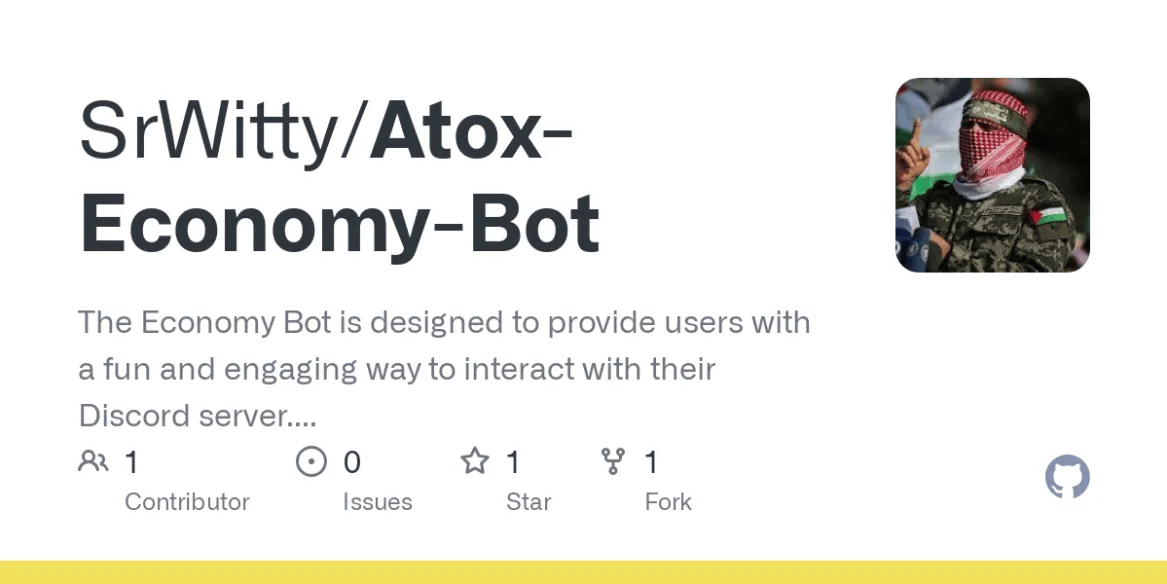 SrWitty/Atox-
Economy-Bot
The Economy Bot is designed to provide users with
a fun and engaging way to interact with their
Discord server....
1 0 1 1
Contributor Issues Star Fork